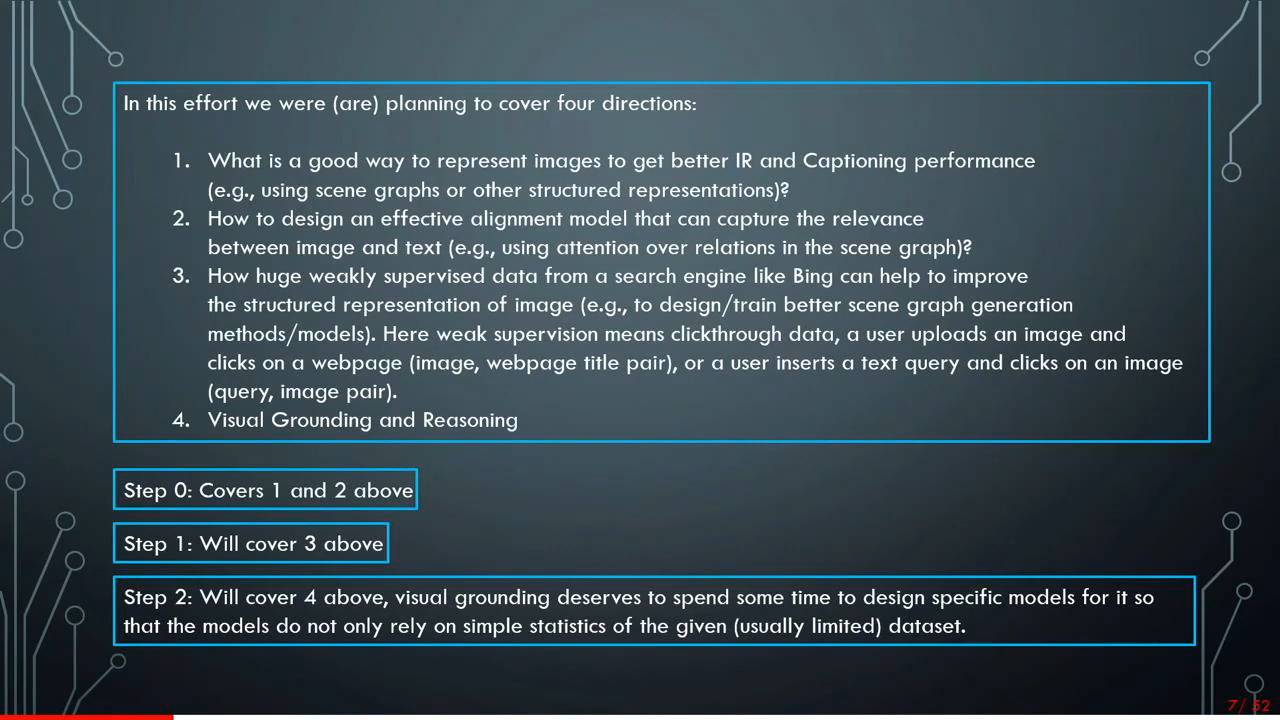 In this effort we were (are) planning to cover four directions:
1. What is a good way to represent images to get better IR and Captioning performance
(e.g., using scene graphs or other structured representations)?
2. How to design an effective alignment model that can capture the relevance
between image and text (e.g., using attention over relations in the scene graph)?
3. How huge weakly supervised data from a search engine like Bing can help to improve
the structured representation of image (e.g., to design/train better scene graph generation
methods/models). Here weak supervision means clickthrough data, a user uploads an image and
clicks on a webpage (image, webpage title pair), or a user inserts a text query and clicks on an image
(query, image pair).
4. Visual Grounding and Reasoning
Step 0: Covers 1 and 2 above
Step 1: Will cover 3 above
Step 2: Will cover 4 above, visual grounding deserves to spend some time to design specific models for it so
that the models do not only rely on simple statistics of the given (usually limited) dataset.
7/ 52